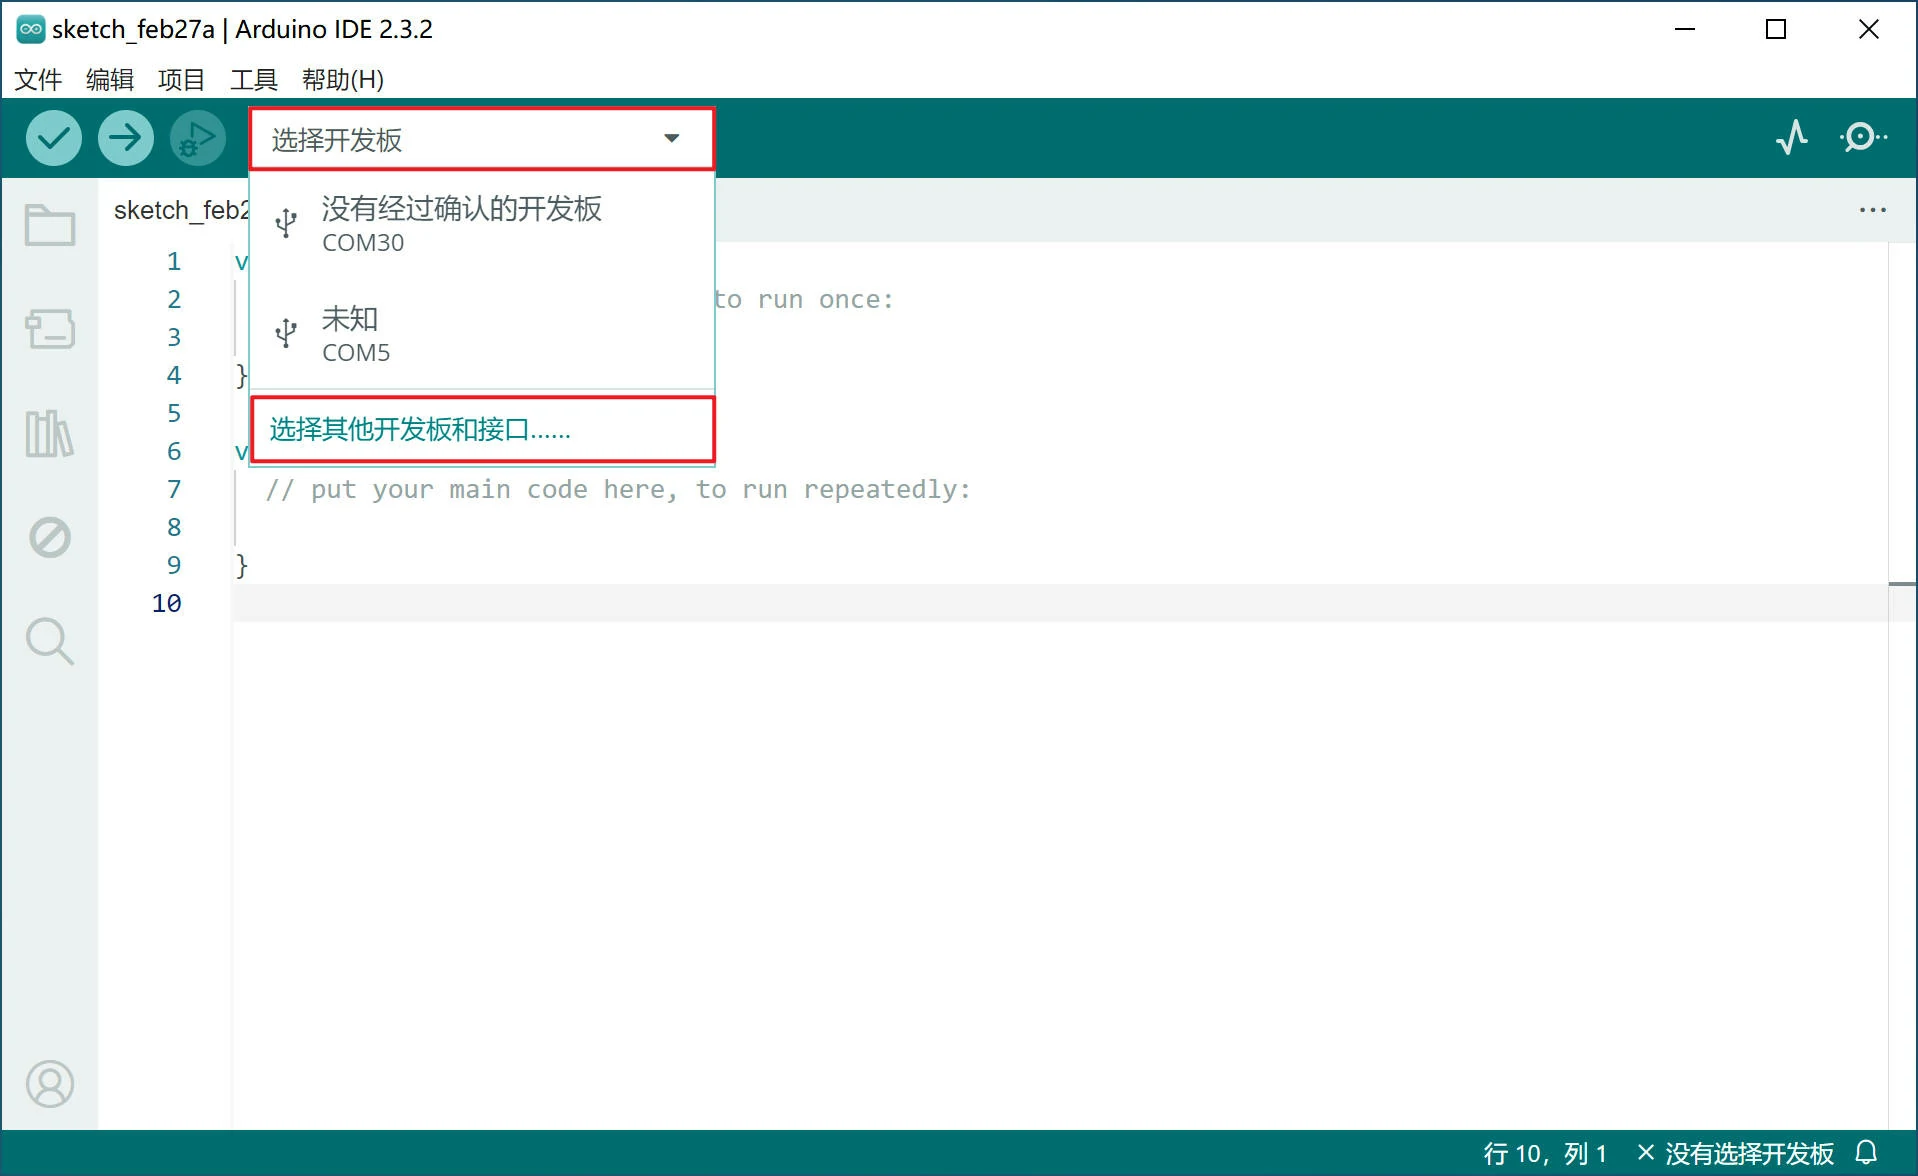 sketch_feb27a | Arduino IDE 2.3.2
文件 编辑 项目 工具 帮助(H)
选择开发板
没有经过确认的开发板
COM30
未知
COM5
选择其他开发板和接口......
sketch_feb2
...
1 v
2 to run once:
3
4 }
5
6 v
7 // put your main code here, to run repeatedly:
8
9 }
10
行 10，列 1 × 没有选择开发板